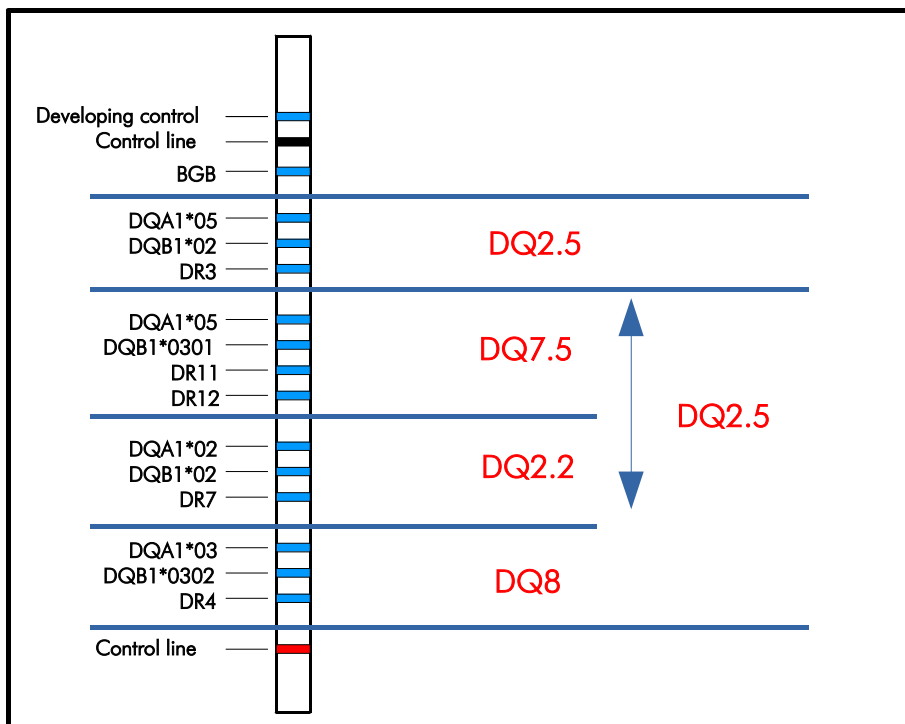 Developing control
Control line
BGB
DQA1*05
DQB1*02
DR3
DQ2.5
DQA1*05
DQB1*0301
DR11
DR12
DQ7.5
DQ2.5
DQA1*02
DQB1*02
DR7
DQ2.2
DQA1*03
DQB1*0302
DR4
DQ8
Control line